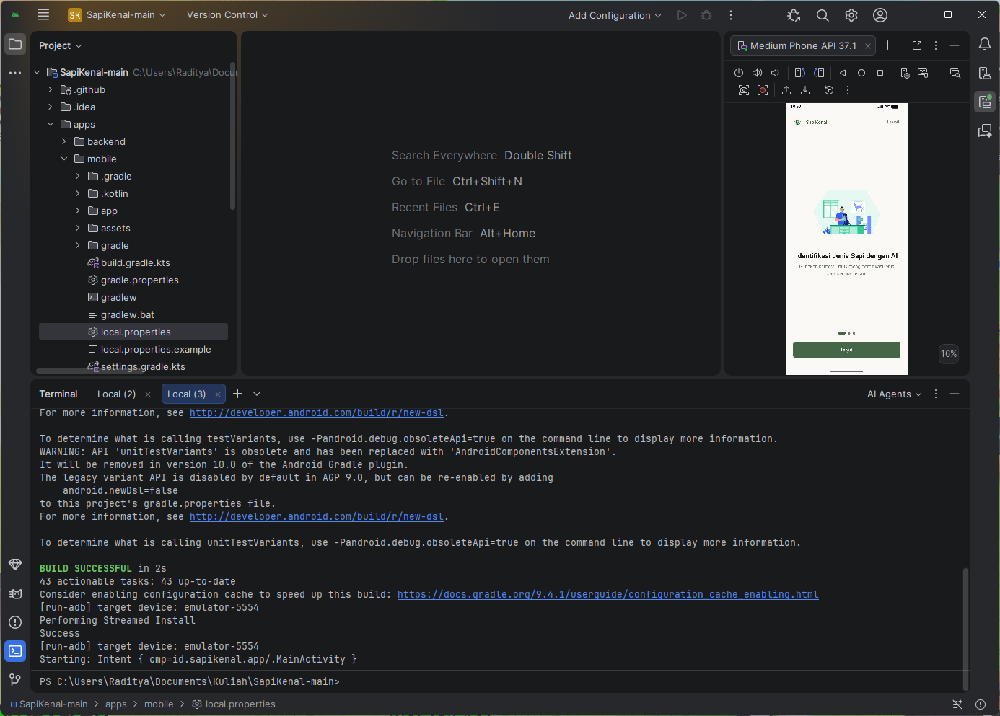 SK SapiKenal-main Version Control Add Configuration
Project
SapiKenal-main C:\Users\Raditya\Docu
.github
.idea
apps
backend
mobile
.gradle
.kotlin
app
assets
gradle
build.gradle.kts
gradle.properties
gradlew
gradlew.bat
local.properties
local.properties.example
settings.gradle.kts
Search Everywhere Double Shift
Go to File Ctrl+Shift+N
Recent Files Ctrl+E
Navigation Bar Alt+Home
Drop files here to open them
Medium Phone API 37.1
10:59
SapiKenal
Lewati
Identifikasi Jenis Sapi dengan AI
Gunakan kamera untuk mengidentifikasi jenis
sapi secara instan
Lanjut
16%
Terminal Local (2) Local (3) AI Agents
For more information, see http://developer.android.com/build/r/new-dsl.
To determine what is calling testVariants, use -Pandroid.debug.obsoleteApi=true on the command line to display more information.
WARNING: API 'unitTestVariants' is obsolete and has been replaced with 'AndroidComponentsExtension'.
It will be removed in version 10.0 of the Android Gradle plugin.
The legacy variant API is disabled by default in AGP 9.0, but can be re-enabled by adding
android.newDsl=false
to this project's gradle.properties file.
For more information, see http://developer.android.com/build/r/new-dsl.
To determine what is calling unitTestVariants, use -Pandroid.debug.obsoleteApi=true on the command line to display more information.
BUILD SUCCESSFUL in 2s
43 actionable tasks: 43 up-to-date
Consider enabling configuration cache to speed up this build: https://docs.gradle.org/9.4.1/userguide/configuration_cache_enabling.html
[run-adb] target device: emulator-5554
Performing Streamed Install
Success
[run-adb] target device: emulator-5554
Starting: Intent { cmp=id.sapikenal.app/.MainActivity }
PS C:\Users\Raditya\Documents\Kuliah\SapiKenal-main>
SapiKenal-main > apps > mobile > local.properties